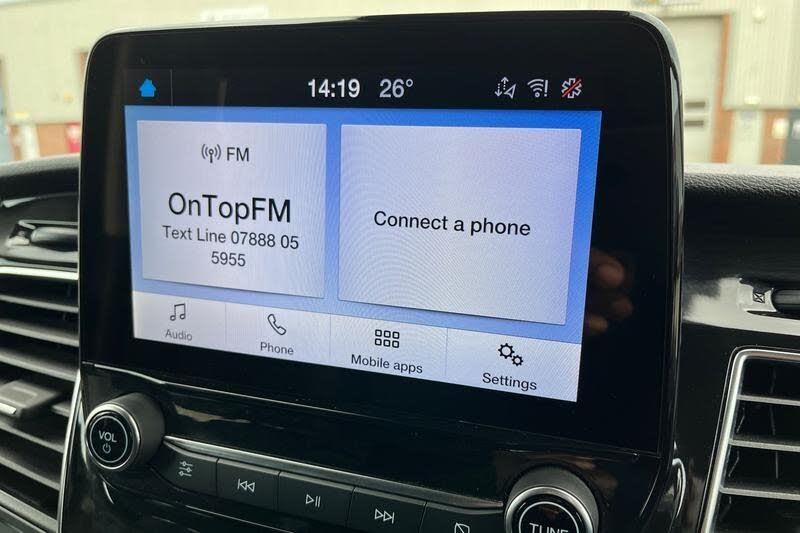 14:19 26°
FM
OnTopFM
Text Line 07888 05
5955
Connect a phone
Audio
Phone
Mobile apps
Settings
VOL
TUNE